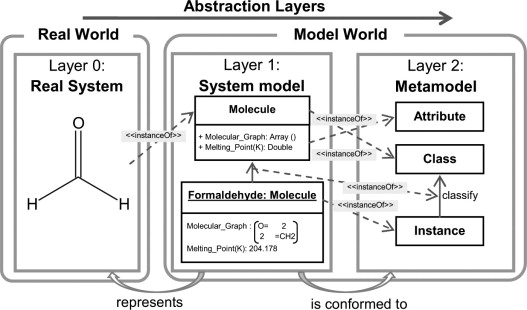 Abstraction Layers
Real World
Model World
Layer 0:
Real System
Layer 1:
System model
Layer 2:
Metamodel
O
H
H
<<instanceOf>>
Molecule
+ Molecular_Graph: Array ()
+ Melting_Point(K): Double
Formaldehyde: Molecule
Molecular_Graph : O= 2
2 =CH2
Melting_Point(K): 204.178
<<instanceOf>>
<<instanceOf>>
<<instanceOf>>
<<instanceOf>>
Attribute
Class
classify
Instance
represents
is conformed to